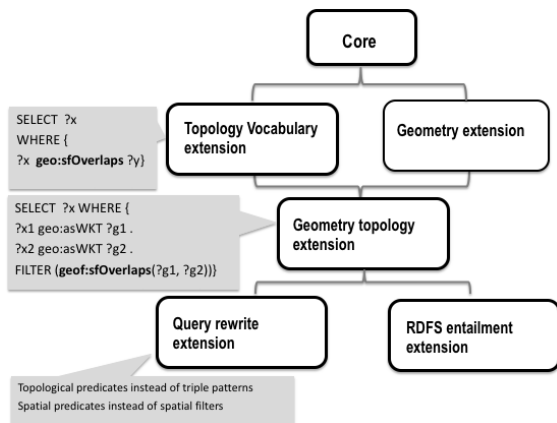 Core
SELECT ?x
WHERE {
?x geo:sfOverlaps ?y}
Topology Vocabulary
extension
Geometry extension
SELECT ?x WHERE {
?x1 geo:asWKT ?g1 .
?x2 geo:asWKT ?g2 .
FILTER (geof:sfOverlaps(?g1, ?g2))}
Geometry topology
extension
Query rewrite
extension
RDFS entailment
extension
Topological predicates instead of triple patterns
Spatial predicates instead of spatial filters